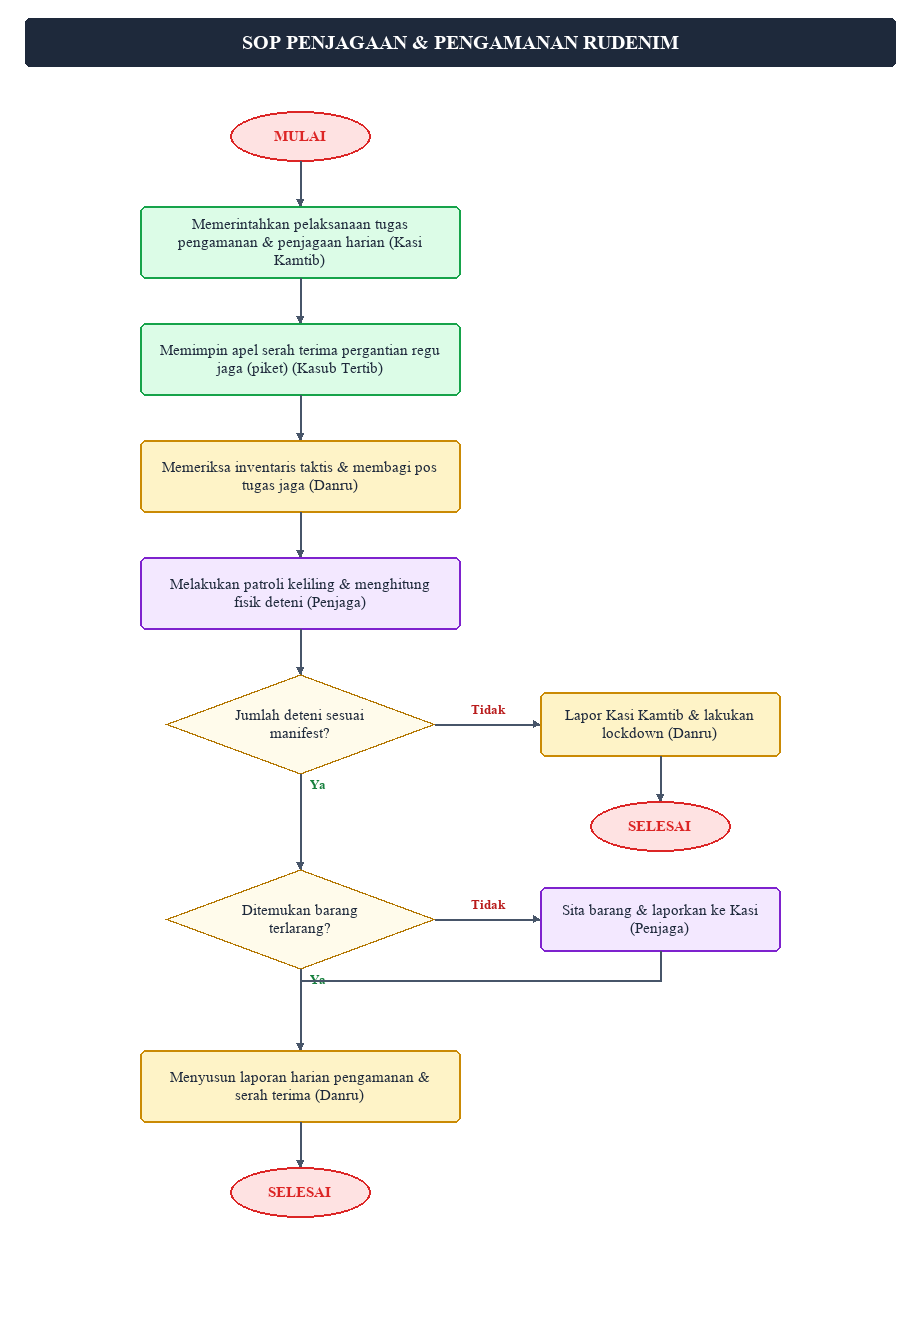 SOP PENJAGAAN & PENGAMANAN RUDENIM
MULAI
Memerintahkan pelaksanaan tugas
pengamanan & penjagaan harian (Kasi
Kamtib)
Memimpin apel serah terima pergantian regu
jaga (piket) (Kasub Tertib)
Memeriksa inventaris taktis & membagi pos
tugas jaga (Danru)
Melakukan patroli keliling & menghitung
fisik deteni (Penjaga)
Jumlah deteni sesuai
manifest?
Tidak
Lapor Kasi Kamtib & lakukan
lockdown (Danru)
Ya
SELESAI
Ditemukan barang
terlarang?
Tidak
Sita barang & laporkan ke Kasi
(Penjaga)
Ya
Menyusun laporan harian pengamanan &
serah terima (Danru)
SELESAI